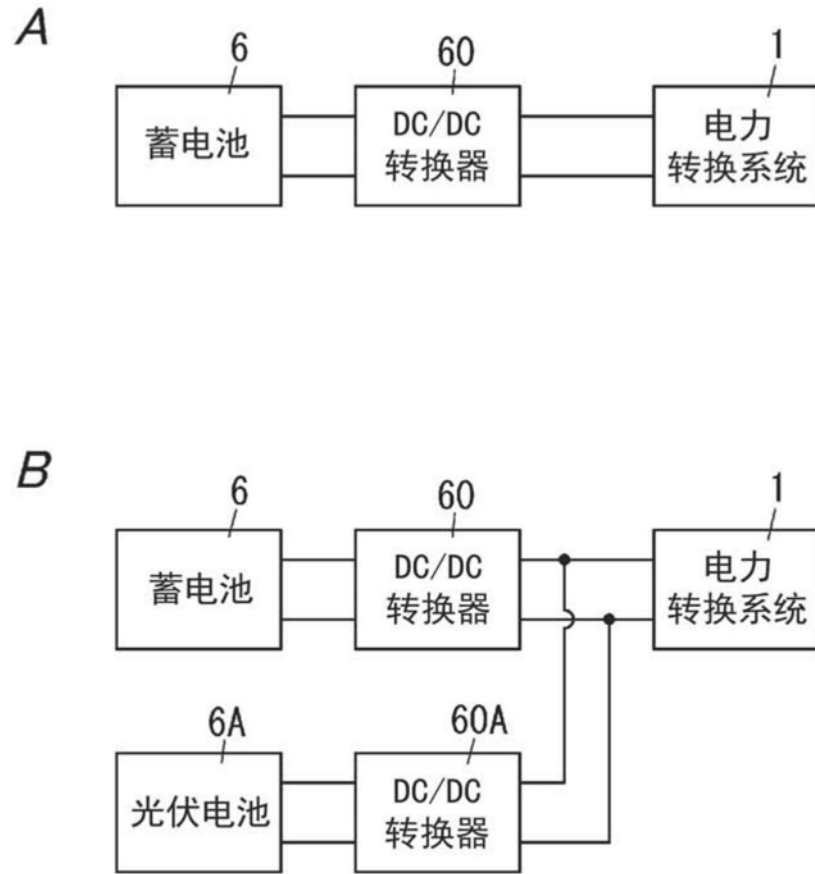 A
6
60
1
蓄电池
DC/DC
转换器
电力
转换系统
B
6
60
1
蓄电池
DC/DC
转换器
电力
转换系统
6A
60A
光伏电池
DC/DC
转换器